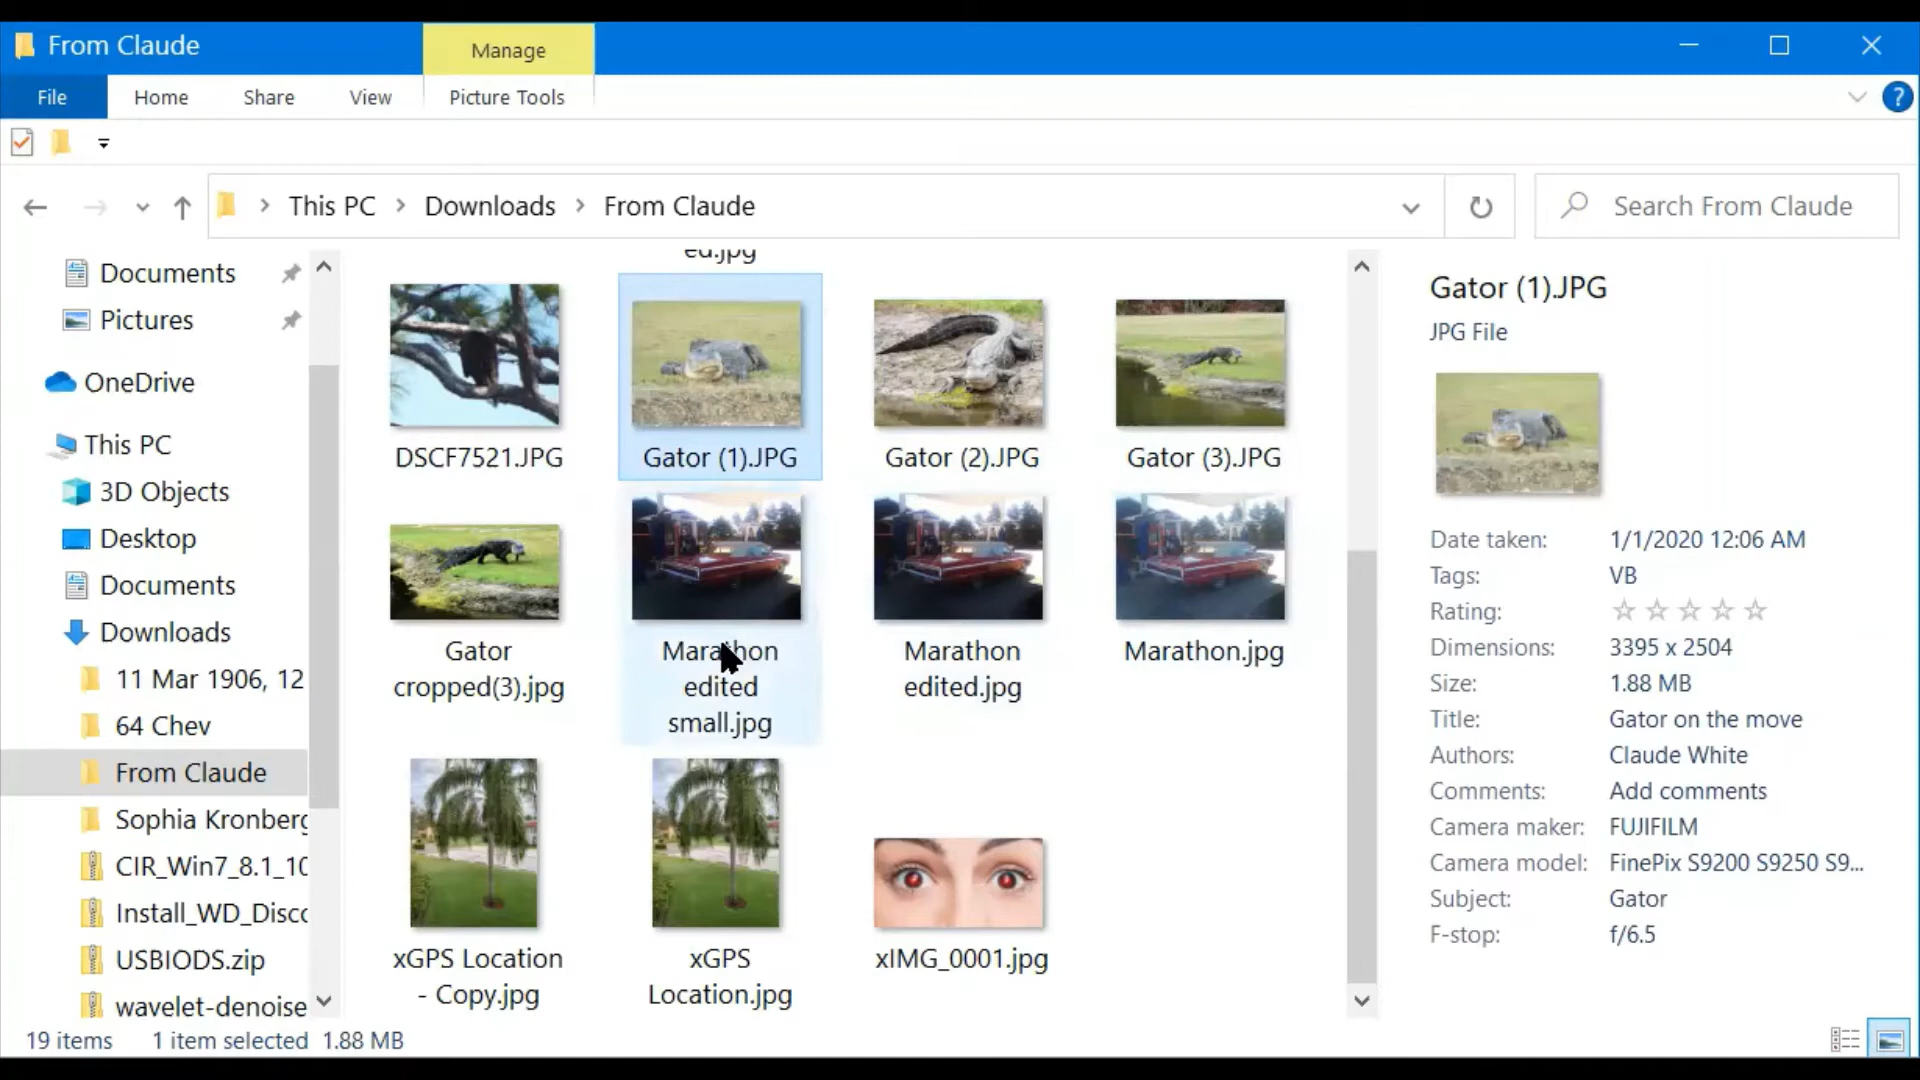 From Claude
Manage
File
Home
Share
View
Picture Tools
?
This PC
Downloads
From Claude
Search From Claude
Documents
Pictures
OneDrive
This PC
3D Objects
Desktop
Documents
Downloads
11 Mar 1906, 12
64 Chev
From Claude
Sophia Kronberg
CIR_Win7_8.1_10
Install_WD_Disco
USBIODS.zip
wavelet-denoise
ed.jpg
DSCF7521.JPG
Gator (1).JPG
Gator (2).JPG
Gator (3).JPG
Gator
cropped(3).jpg
Marathon
edited
small.jpg
Marathon
edited.jpg
Marathon.jpg
xGPS Location
- Copy.jpg
xGPS
Location.jpg
xIMG_0001.jpg
Gator (1).JPG
JPG File
Date taken: 1/1/2020 12:06 AM
Tags: VB
Rating:
Dimensions: 3395 x 2504
Size: 1.88 MB
Title: Gator on the move
Authors: Claude White
Comments: Add comments
Camera maker: FUJIFILM
Camera model: FinePix S9200 S9250 S9...
Subject: Gator
F-stop: f/6.5
19 items
1 item selected 1.88 MB